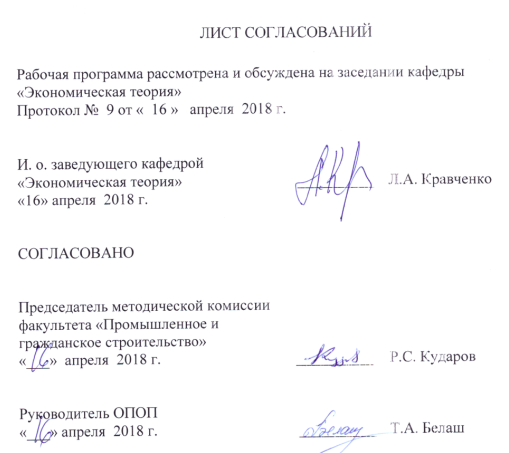 ЛИСТ СОГЛАСОВАНИЙ
Рабочая программа рассмотрена и обсуждена на заседании кафедры
«Экономическая теория»
Протокол № 9 от « 16 » апреля 2018 г.
И. о. заведующего кафедрой
«Экономическая теория» Л.А. Кравченко
«16» апреля 2018 г.
СОГЛАСОВАНО
Председатель методической комиссии
факультета «Промышленное и
гражданское строительство»
«16» апреля 2018 г. Р.С. Кударов
Руководитель ОПОП
«16» апреля 2018 г. Белаш Т.А. Белаш